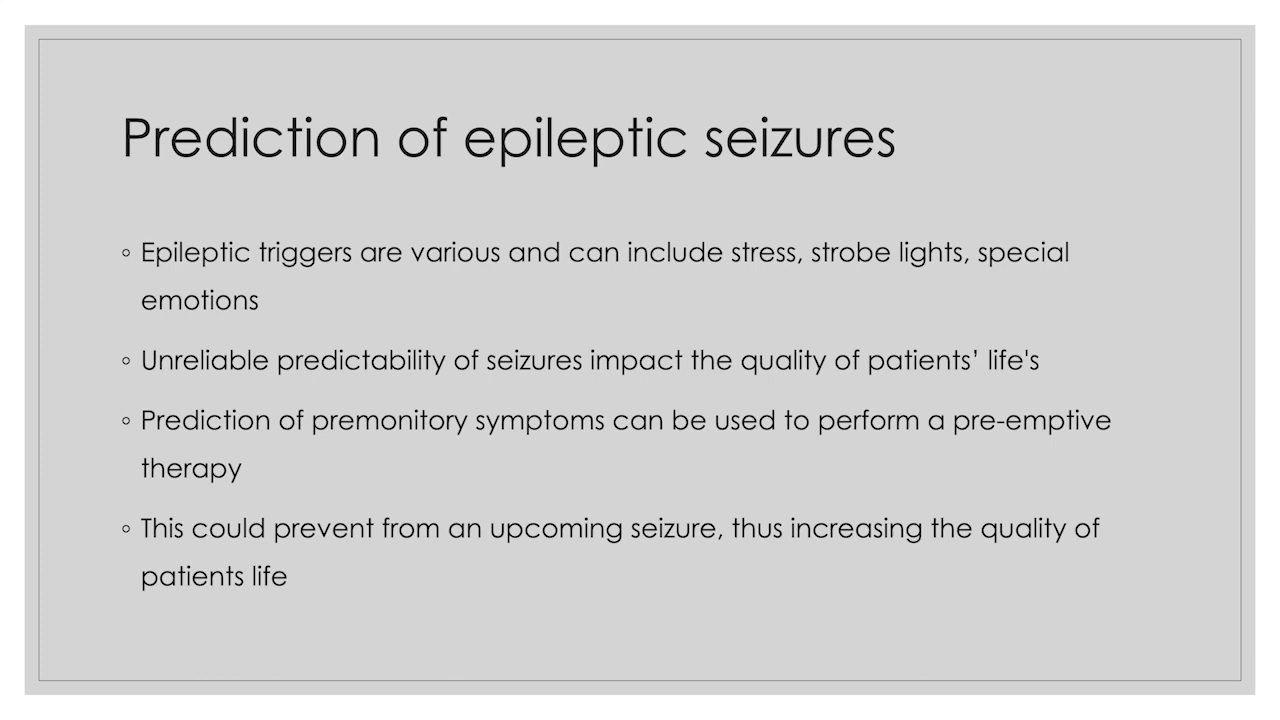 Prediction of epileptic seizures
◦ Epileptic triggers are various and can include stress, strobe lights, special
emotions
◦ Unreliable predictability of seizures impact the quality of patients’ life's
◦ Prediction of premonitory symptoms can be used to perform a pre-emptive
therapy
◦ This could prevent from an upcoming seizure, thus increasing the quality of
patients life